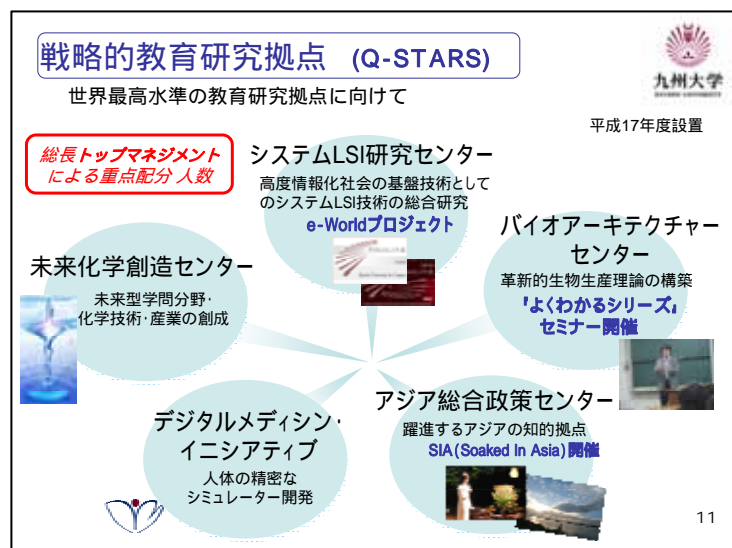 戦略的教育研究拠点 (Q-STARS)
世界最高水準の教育研究拠点に向けて
九州大学
平成17年度設置
総長トップマネジメント
による重点配分 人数
システムLSI研究センター
高度情報化社会の基盤技術として
のシステムLSI技術の総合研究
e-Worldプロジェクト
バイオアーキテクチャー
センター
革新的生物生産理論の構築
『よくわかるシリーズ』
セミナー開催
未来化学創造センター
未来型学問分野・
化学技術・産業の創成
デジタルメディシン・
イニシアティブ
人体の精密な
シミュレーター開発
アジア総合政策センター
躍進するアジアの知的拠点
SIA(Soaked in Asia)開催
11